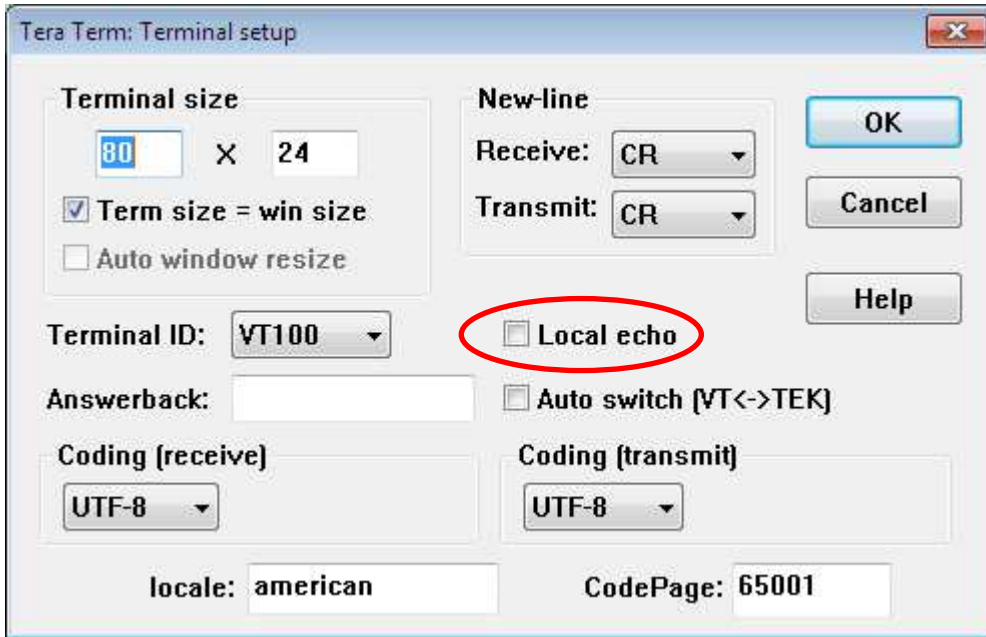 Tera Term: Terminal setup
Terminal size
80 X 24
Term size = win size
Auto window resize
New-line
Receive: CR
Transmit: CR
OK
Cancel
Help
Terminal ID: VT100
Local echo
Answerback:
Auto switch (VT<->TEK)
Coding (receive)
UTF-8
Coding (transmit)
UTF-8
locale: american
CodePage: 65001